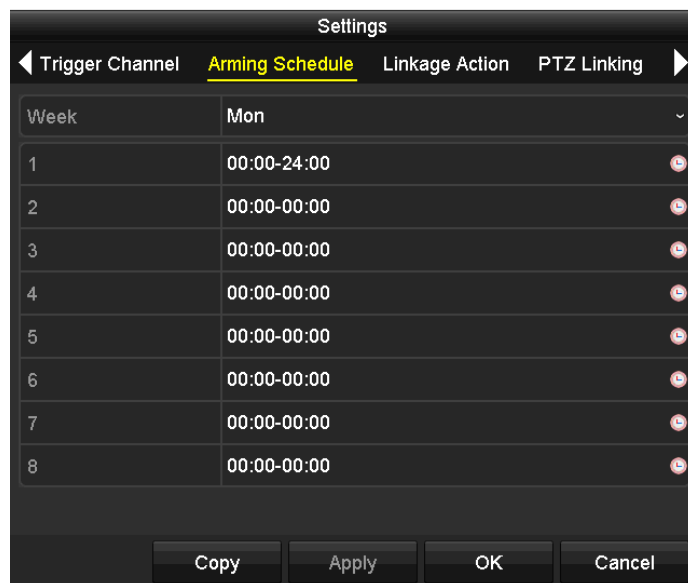 Settings
Trigger Channel Arming Schedule Linkage Action PTZ Linking
Week Mon
1 00:00-24:00
2 00:00-00:00
3 00:00-00:00
4 00:00-00:00
5 00:00-00:00
6 00:00-00:00
7 00:00-00:00
8 00:00-00:00
Copy Apply OK Cancel